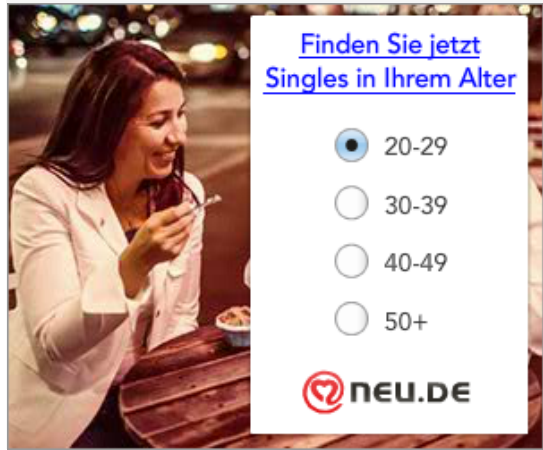 Finden Sie jetzt
Singles in Ihrem Alter
20-29
30-39
40-49
50+
NEU.DE